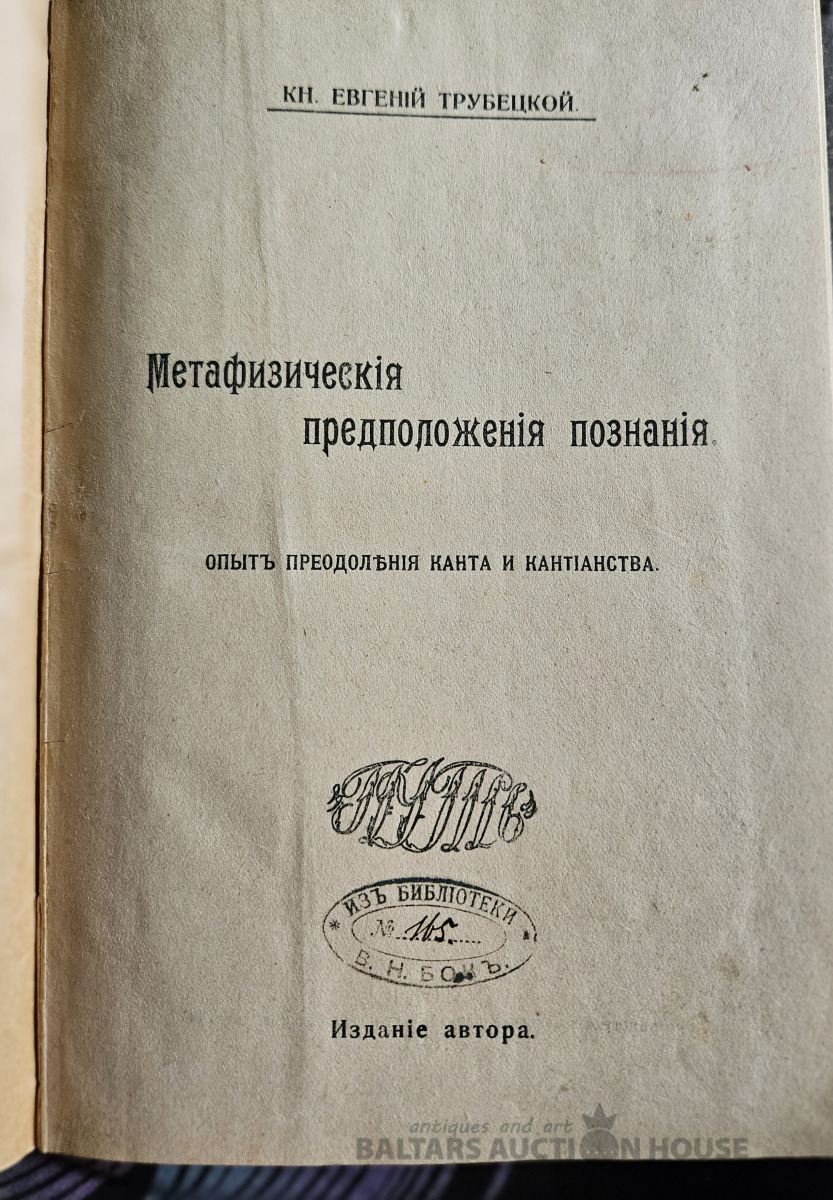 КН. ЕВГЕНІЙ ТРУБЕЦКОЙ.
Метафизическія
предположенія познанія.
ОПЫТЪ ПРЕОДОЛѢНІЯ КАНТА И КАНТІАНСТВА.
„ПУТЬ“
* ИЗЪ БИБЛІОТЕКИ *
№ 165.
В. Н.
Изданіе автора.
antiques and art
BALTARS AUCTION HOUSE